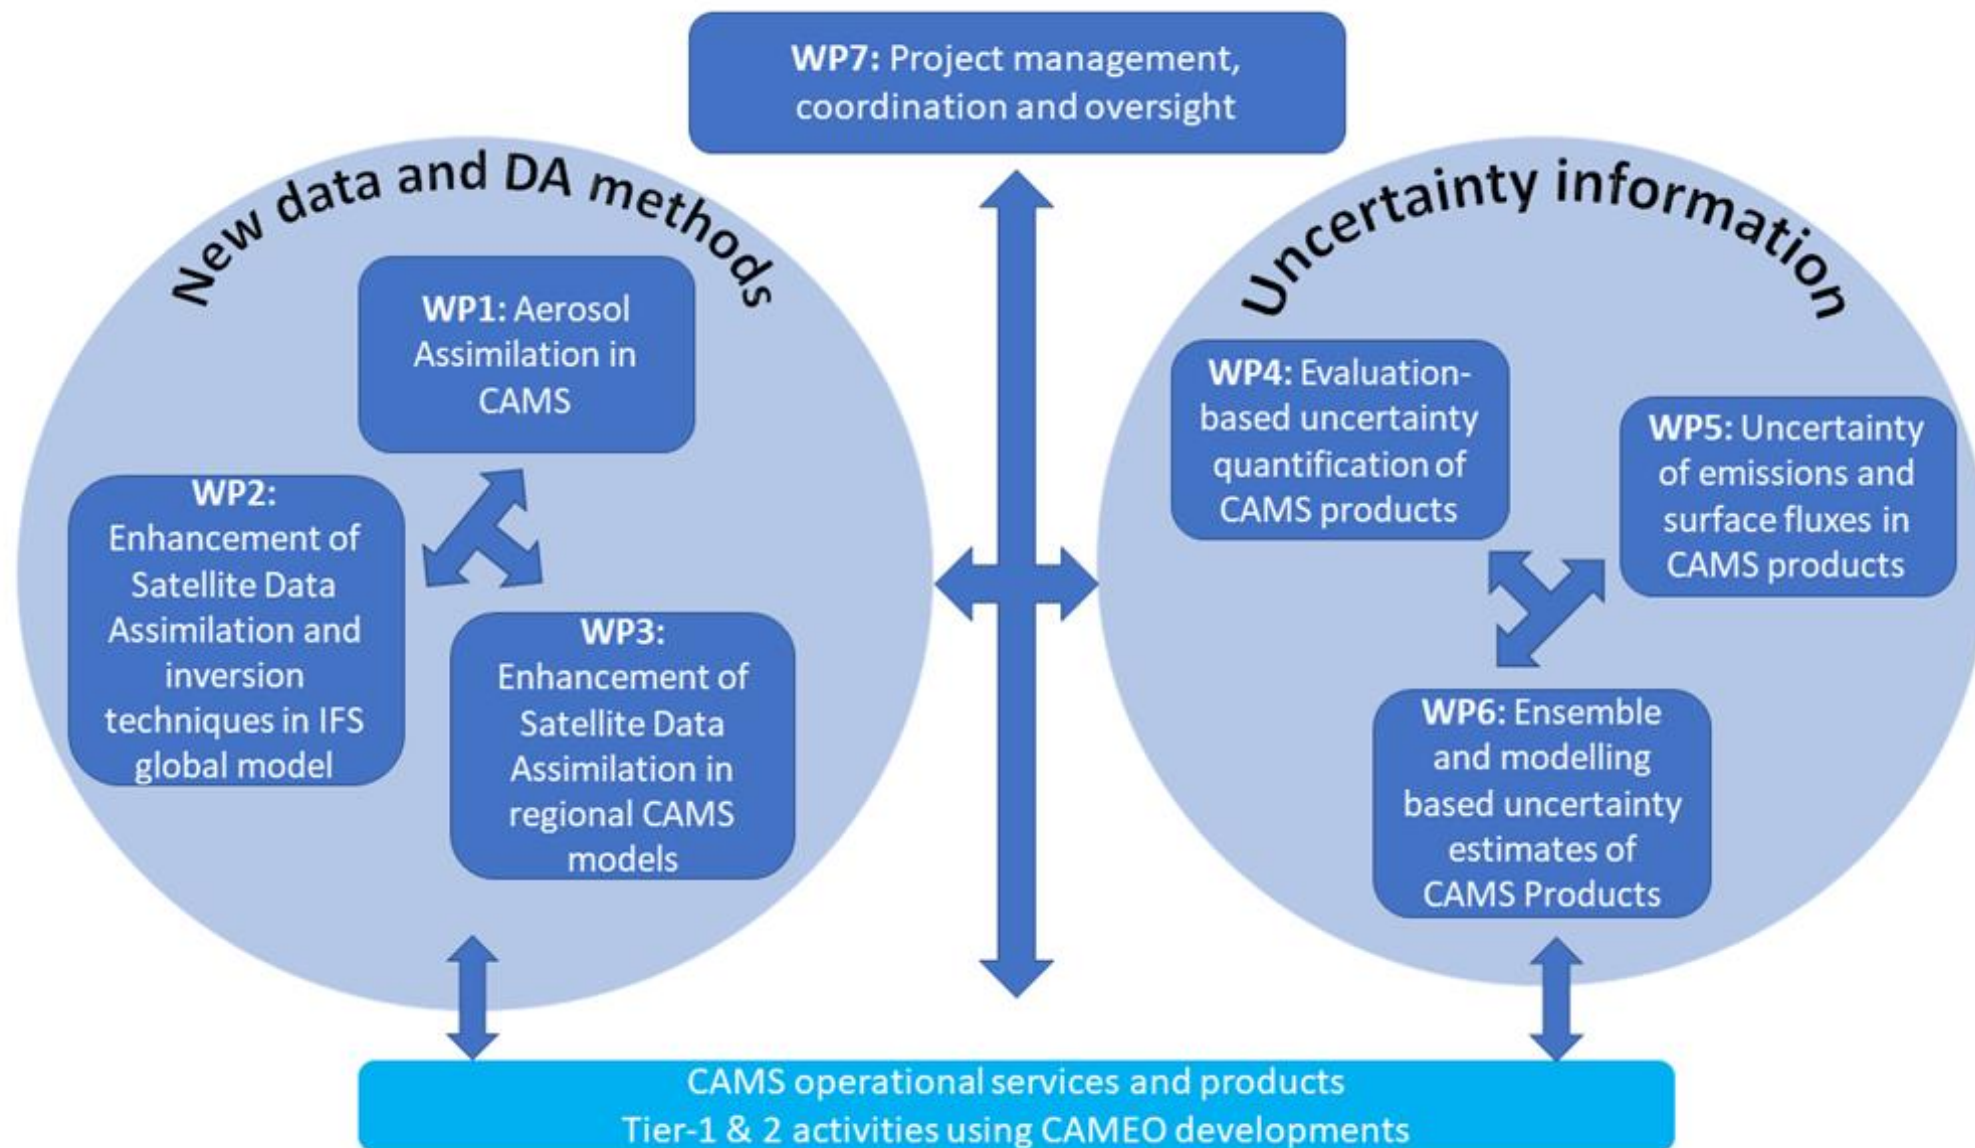 WP7: Project management,
coordination and oversight
New data and DA methods
WP1: Aerosol
Assimilation in
CAMS
WP2:
Enhancement of
Satellite Data
Assimilation and
inversion
techniques in IFS
global model
WP3:
Enhancement of
Satellite Data
Assimilation in
regional CAMS
models
Uncertainty information
WP4: Evaluation-
based uncertainty
quantification of
CAMS products
WP5: Uncertainty
of emissions and
surface fluxes in
CAMS products
WP6: Ensemble
and modelling
based uncertainty
estimates of
CAMS Products
CAMS operational services and products
Tier-1 & 2 activities using CAMEO developments